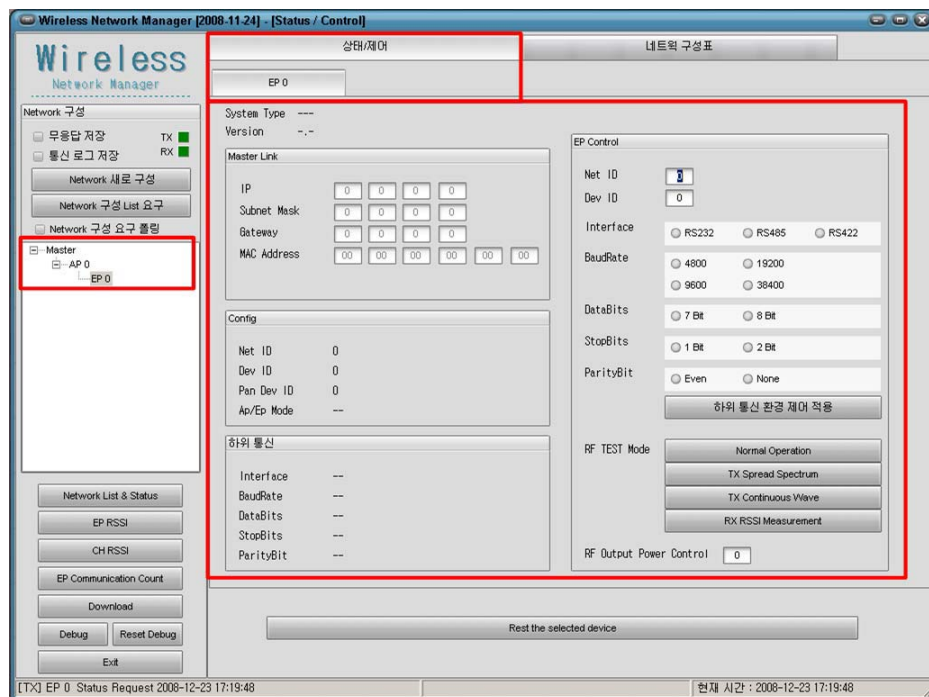 Wireless Network Manager [2008-11-24] - [Status / Control]
Wireless
Network Manager
Network 구성
무응답 저장
TX
통신 로그 저장
RX
Network 새로 구성
Network 구성 List 요구
Network 구성 요구 폴링
Master
AP 0
EP 0
Network List & Status
EP RSSI
CH RSSI
EP Communication Count
Download
Debug
Reset Debug
Exit
상태/제어
네트웍 구성표
EP 0
System Type ---
Version -.-
Master Link
IP 0 0 0 0
Subnet Mask 0 0 0 0
Gateway 0 0 0 0
MAC Address 00 00 00 00 00 00
Config
Net ID 0
Dev ID 0
Pan Dev ID 0
Ap/Ep Mode --
하위 통신
Interface --
BaudRate --
DataBits --
StopBits --
ParityBit --
EP Control
Net ID 0
Dev ID 0
Interface RS232 RS485 RS422
BaudRate 4800 19200
9600 38400
DataBits 7 Bit 8 Bit
StopBits 1 Bit 2 Bit
ParityBit Even None
하위 통신 환경 제어 적용
RF TEST Mode Normal Operation
TX Spread Spectrum
TX Continuous Wave
RX RSSI Measurement
RF Output Power Control 0
Rest the selected device
[TX] EP 0 Status Request 2008-12-23 17:19:48
현재 시간 : 2008-12-23 17:19:48